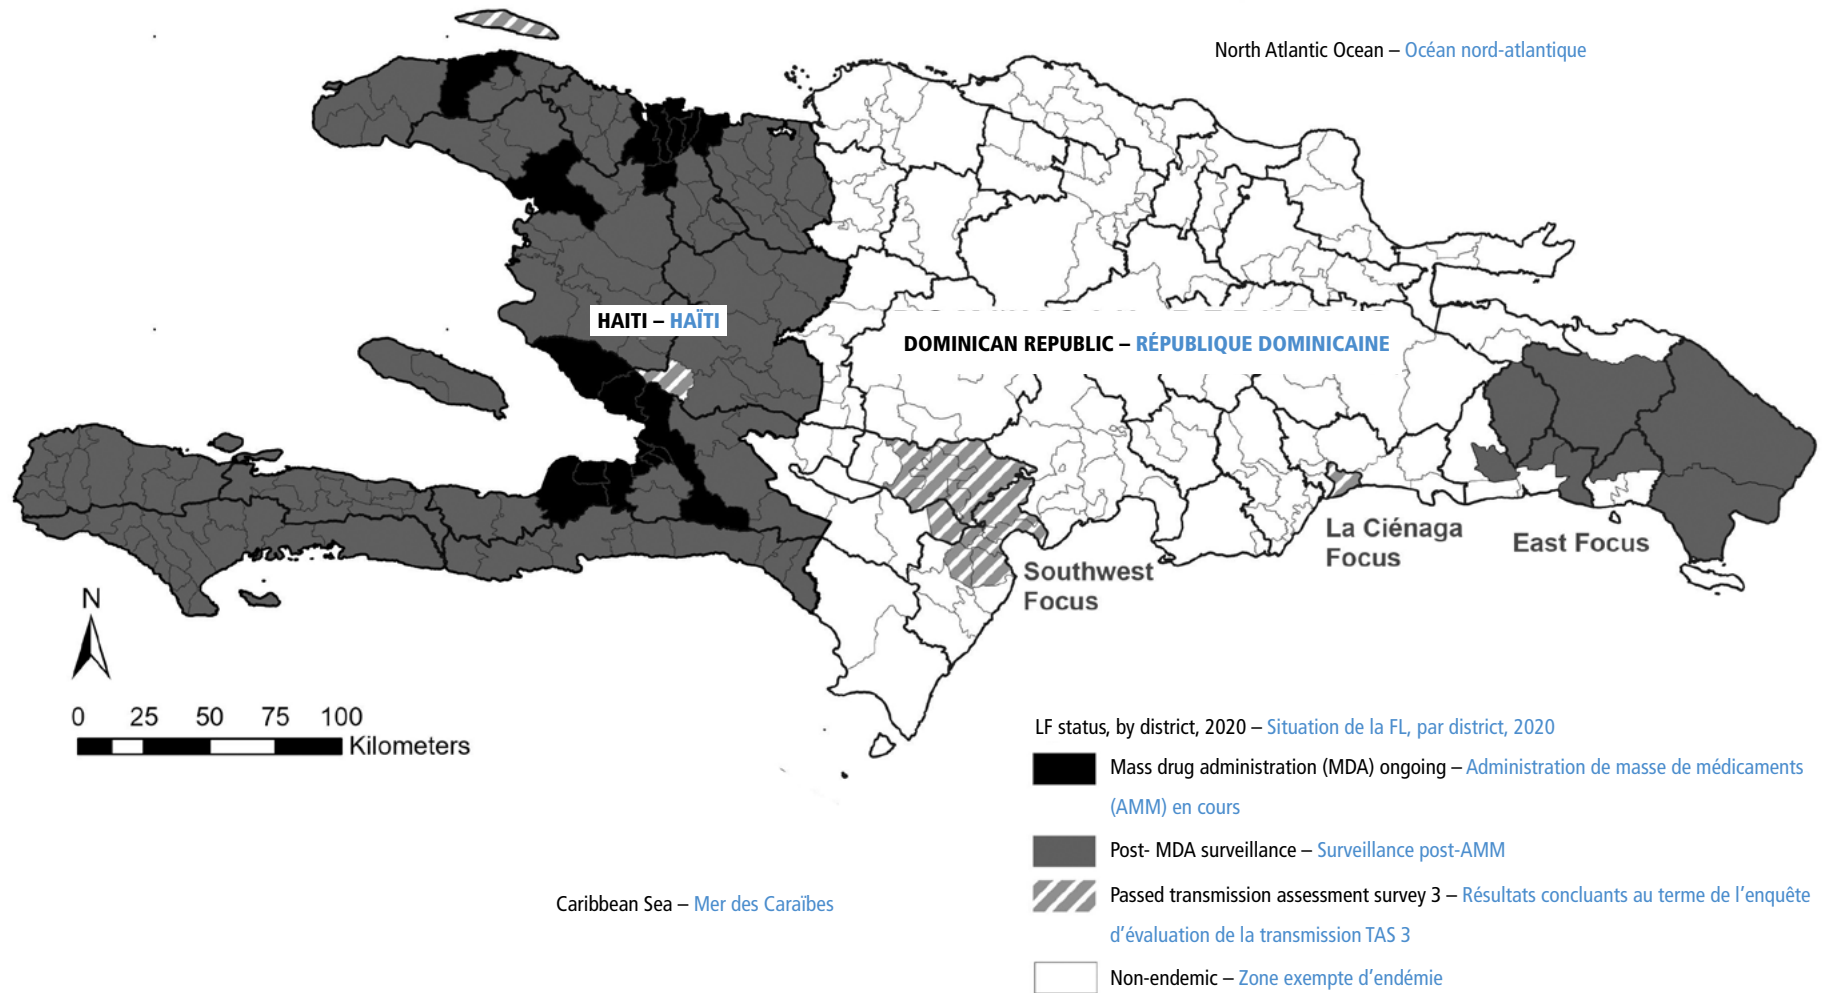 North Atlantic Ocean – Océan nord-atlantique
HAITI – HAÏTI
DOMINICAN REPUBLIC – RÉPUBLIQUE DOMINICAINE
La Ciénaga
Focus
East Focus
Southwest
Focus
N
0 25 50 75 100
Kilometers
LF status, by district, 2020 – Situation de la FL, par district, 2020
Mass drug administration (MDA) ongoing – Administration de masse de médicaments
(AMM) en cours
Post- MDA surveillance – Surveillance post-AMM
Passed transmission assessment survey 3 – Résultats concluants au terme de l'enquête
d'évaluation de la transmission TAS 3
Non-endemic – Zone exempte d'endémie
Caribbean Sea – Mer des Caraïbes